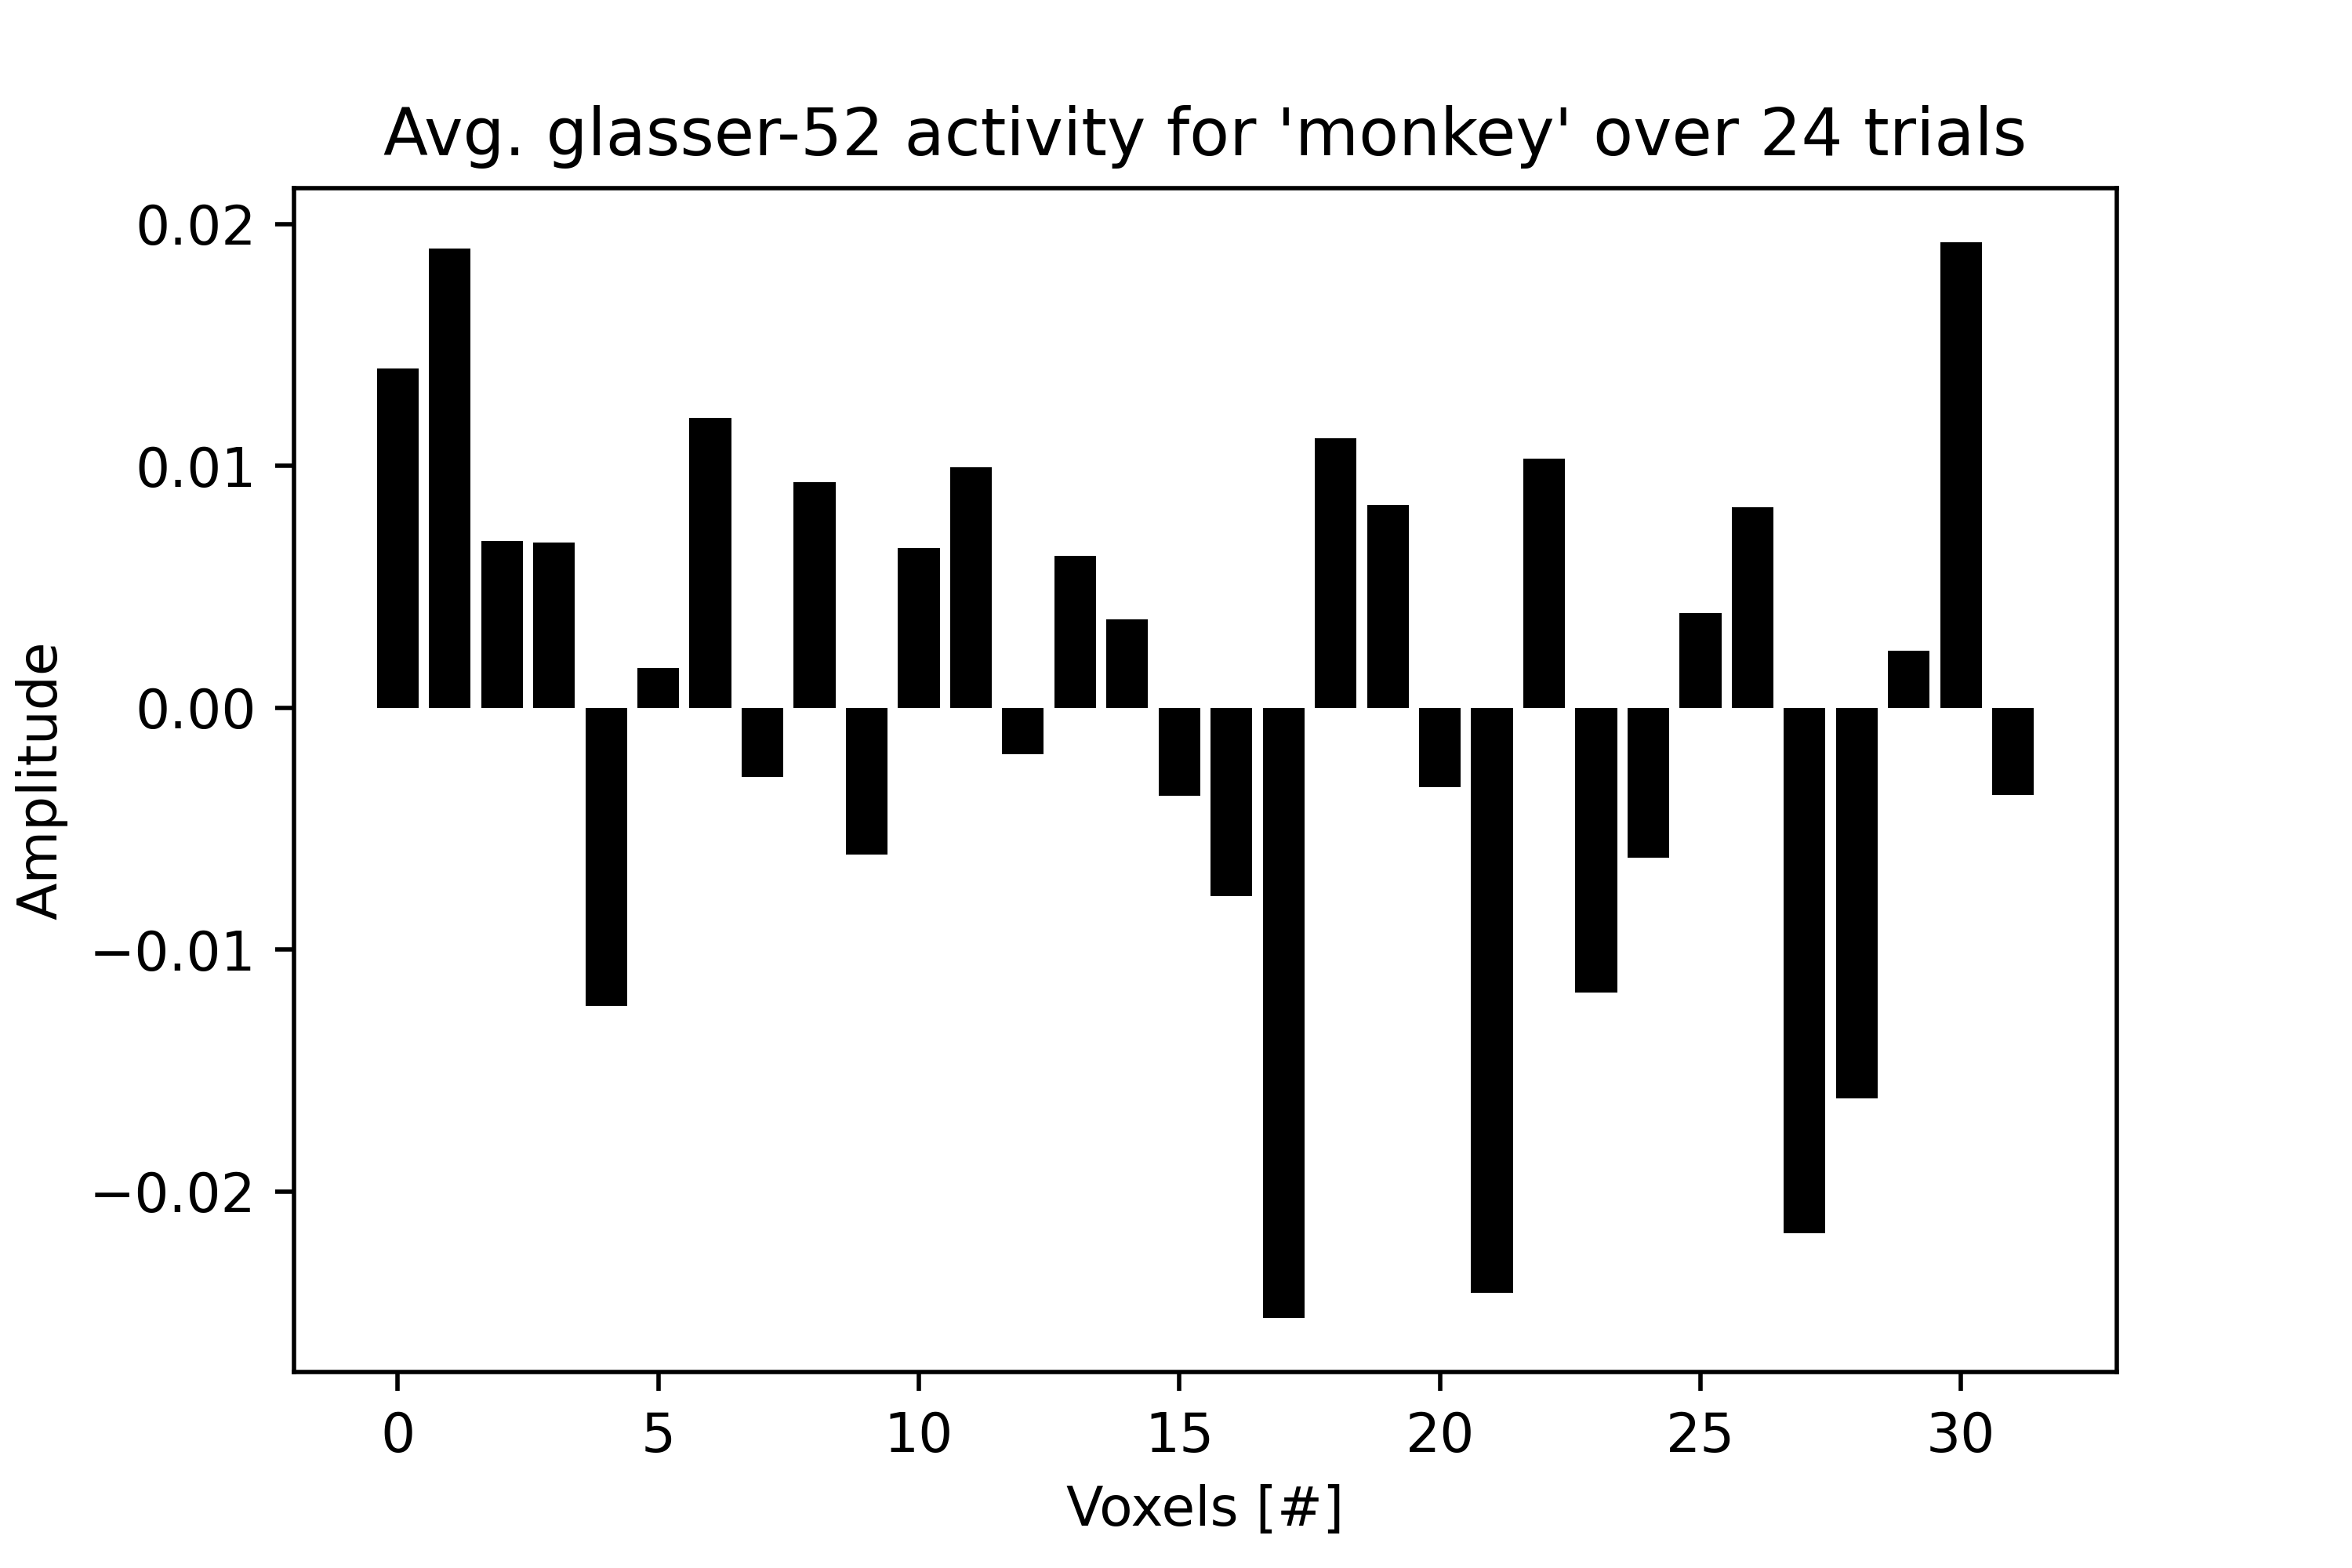 Avg. glasser-52 activity for 'monkey' over 24 trials
0.02
0.01
0.00
−0.01
−0.02
Amplitude
0 5 10 15 20 25 30
Voxels [#]